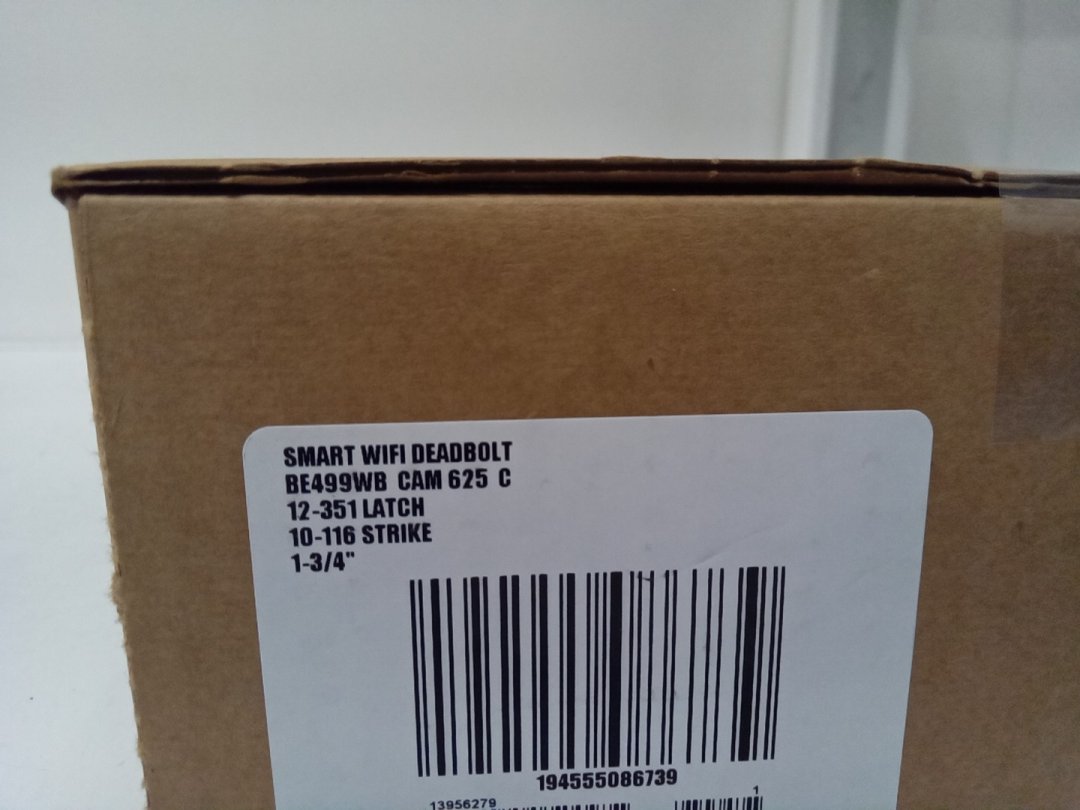 SMART WIFI DEADBOLT
BE499WB CAM 625 C
12-351 LATCH
10-116 STRIKE
1-3/4"
194555086739
13956279
1